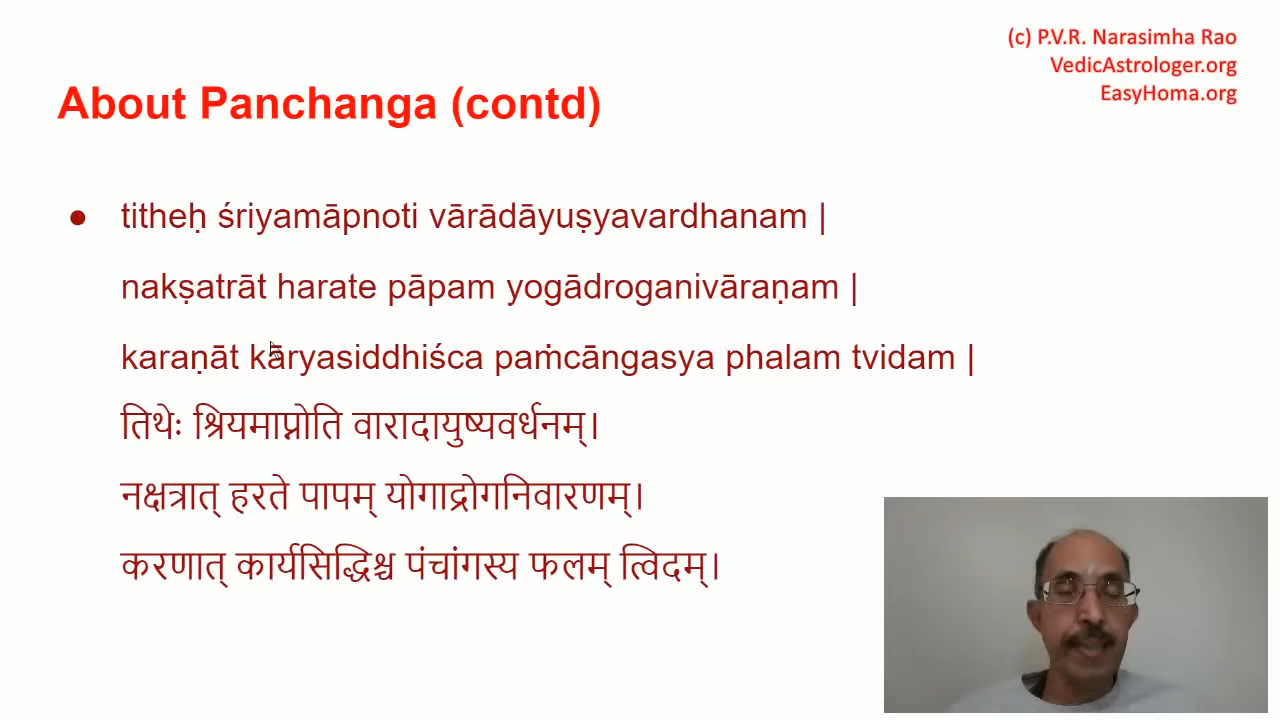 (c) P.V.R. Narasimha Rao
VedicAstrologer.org
EasyHoma.org
About Panchanga (contd)
● titheḥ śriyamāpnoti vārādāyuṣyavardhanam |
nakṣatrāt harate pāpam yogādroganivāraṇam |
karaṇāt kāryasiddhiśca paṁcāngasya phalam tvidam |
तिथेः श्रियमाप्नोति वारादायुष्यवर्धनम्।
नक्षत्रात् हरते पापम् योगाद्रोगनिवारणम्।
करणात् कार्यसिद्धिश्च पंचांगस्य फलम् त्विदम्।